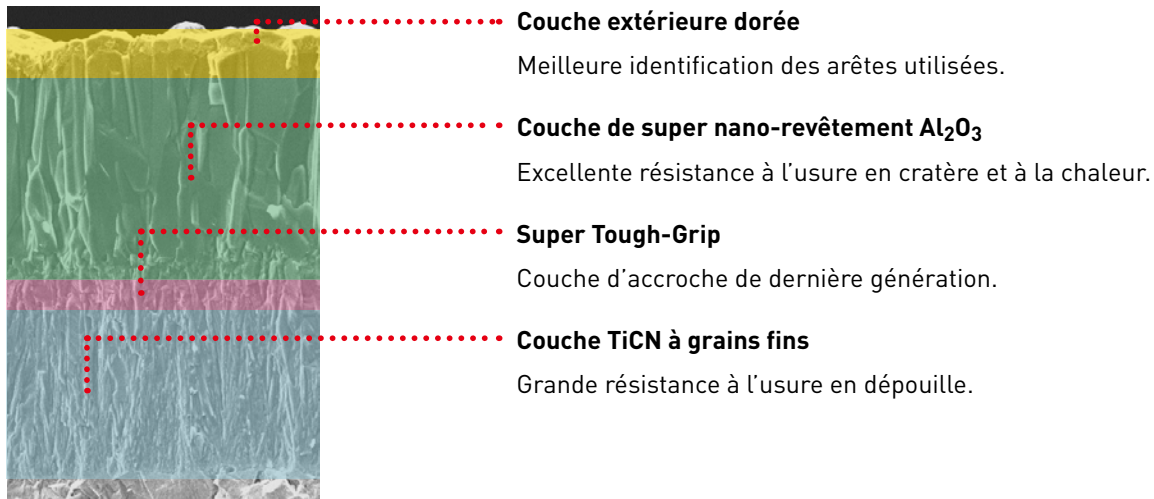 Couche extérieure dorée
Meilleure identification des arêtes utilisées.
Couche de super nano-revêtement Al₂O₃
Excellente résistance à l’usure en cratère et à la chaleur.
Super Tough-Grip
Couche d’accroche de dernière génération.
Couche TiCN à grains fins
Grande résistance à l’usure en dépouille.